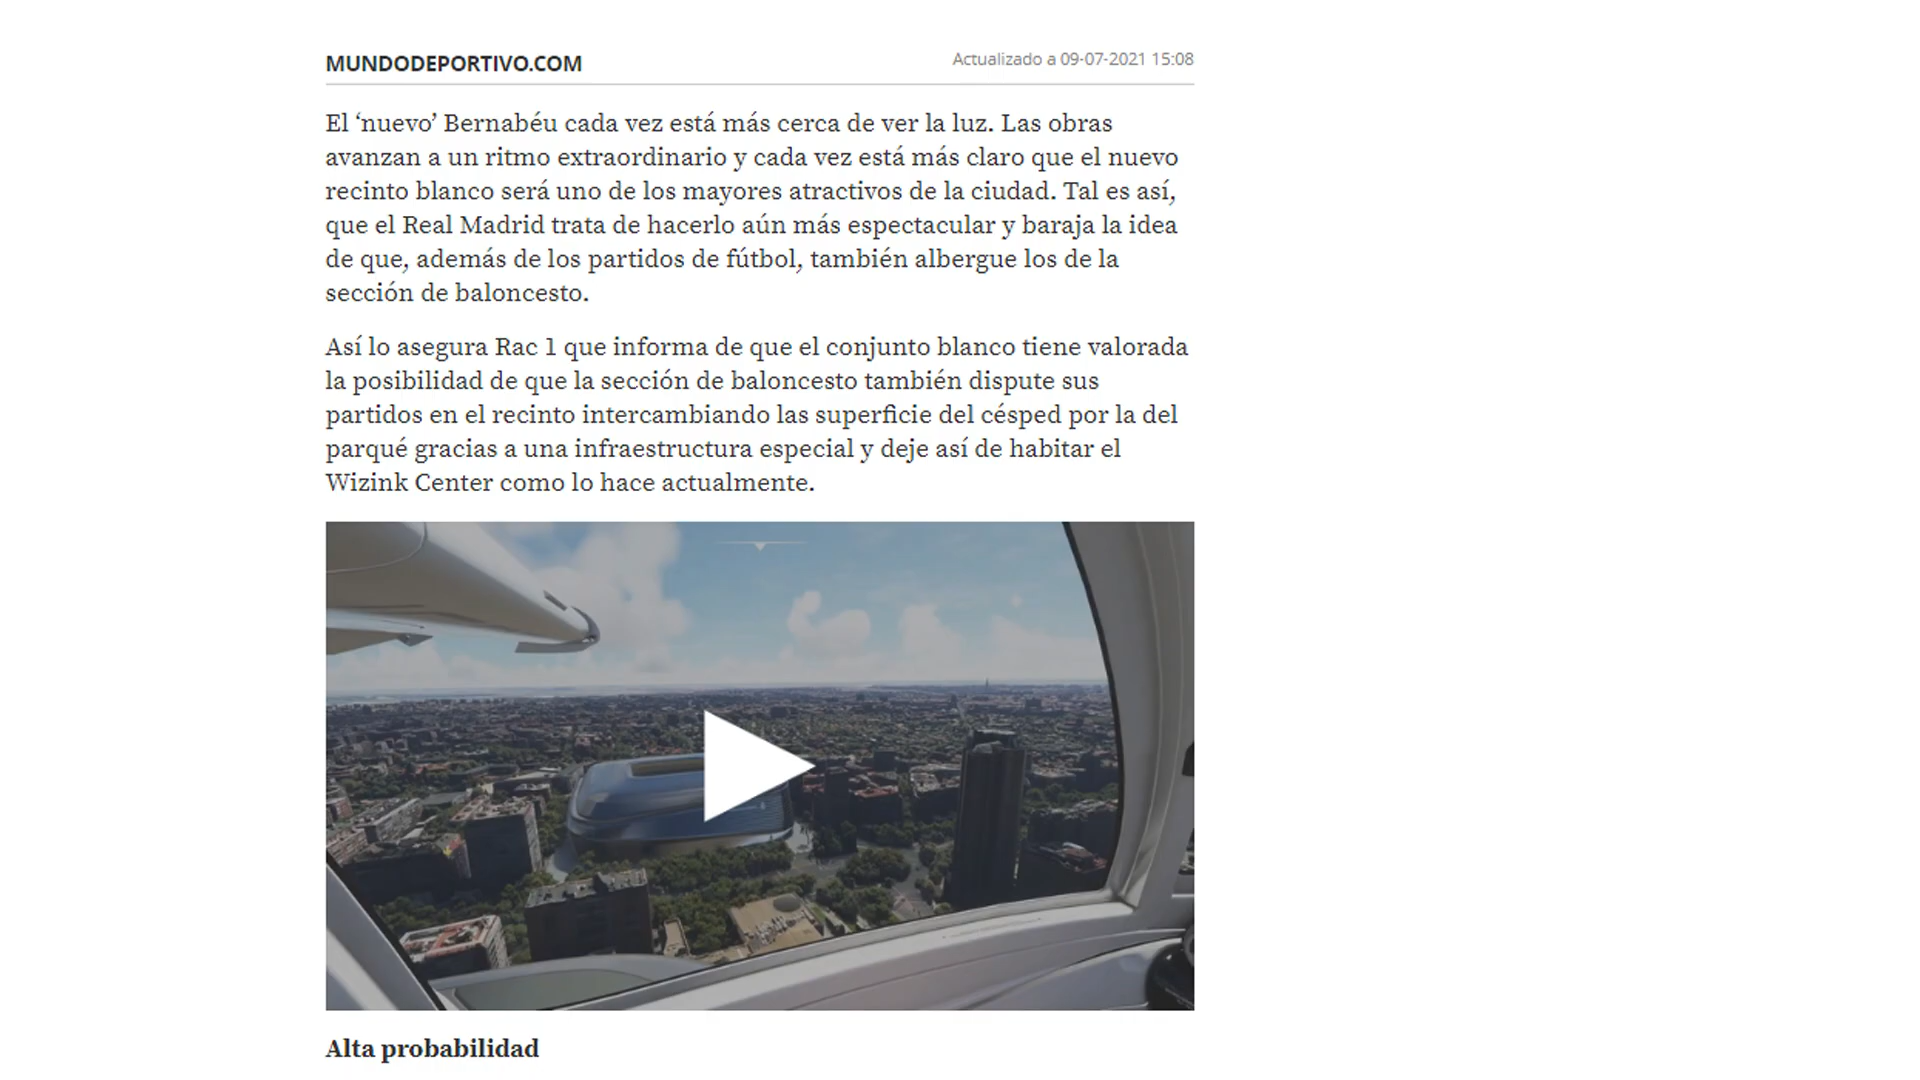 MUNDODEPORTIVO.COM
Actualizado a 09-07-2021 15:08
El ‘nuevo’ Bernabéu cada vez está más cerca de ver la luz. Las obras
avanzan a un ritmo extraordinario y cada vez está más claro que el nuevo
recinto blanco será uno de los mayores atractivos de la ciudad. Tal es así,
que el Real Madrid trata de hacerlo aún más espectacular y baraja la idea
de que, además de los partidos de fútbol, también albergue los de la
sección de baloncesto.
Así lo asegura Rac 1 que informa de que el conjunto blanco tiene valorada
la posibilidad de que la sección de baloncesto también dispute sus
partidos en el recinto intercambiando las superficie del césped por la del
parqué gracias a una infraestructura especial y deje así de habitar el
Wizink Center como lo hace actualmente.
Alta probabilidad